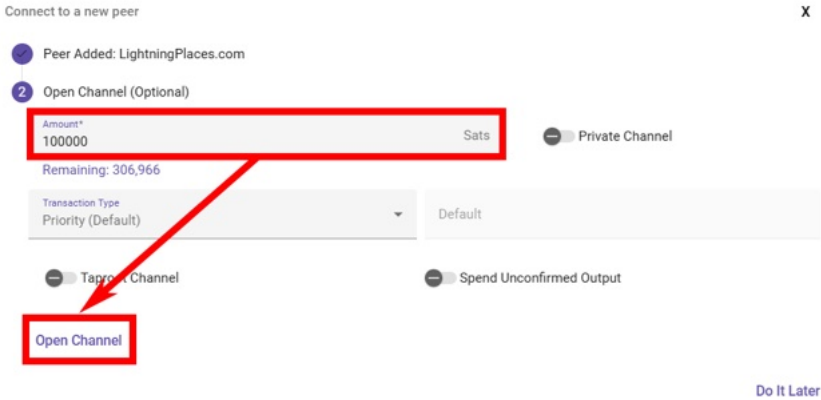 Connect to a new peer
X
Peer Added: LightningPlaces.com
2 Open Channel (Optional)
Amount*
100000 Sats
Private Channel
Remaining: 306,966
Transaction Type
Priority (Default)
Default
Channel
Spend Unconfirmed Output
Open Channel
Do It Later